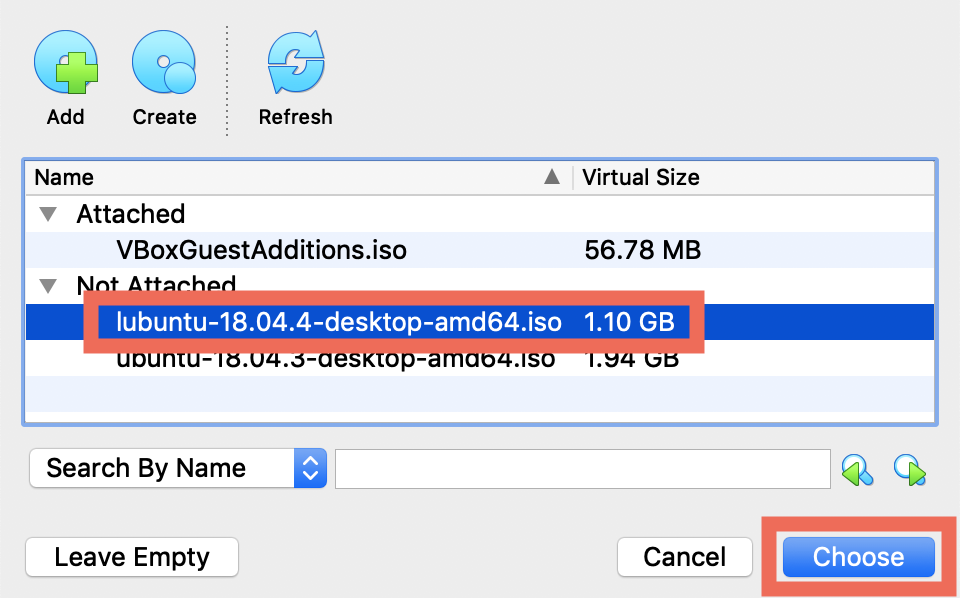 Add Create Refresh
Name Virtual Size
Attached
VBoxGuestAdditions.iso 56.78 MB
Not Attached
lubuntu-18.04.4-desktop-amd64.iso 1.10 GB
ubuntu-18.04.3-desktop-amd64.iso 1.94 GB
Search By Name
Leave Empty Cancel Choose